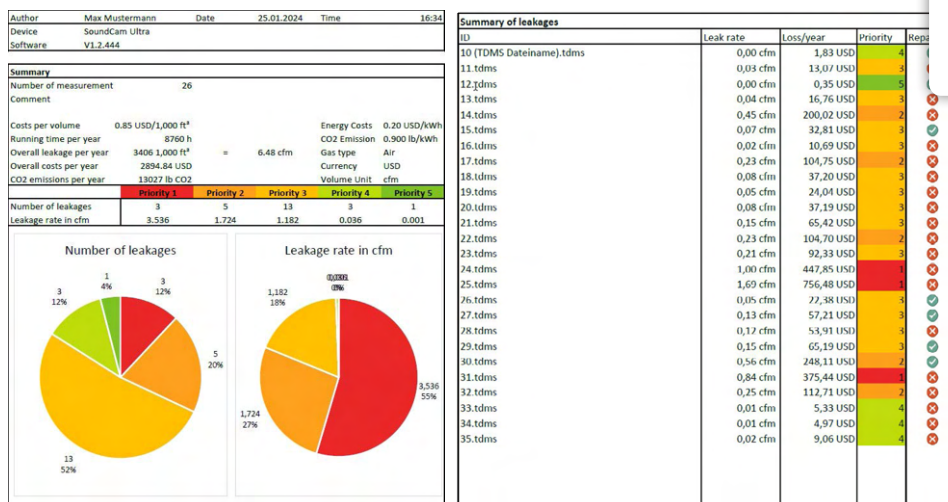 Author Max Mustermann Date 25.01.2024 Time 16:34
Device SoundCam Ultra
Software V1.2.444
Summary
Number of measurement 26
Comment
Costs per volume 0.85 USD/1,000 ft³ Energy Costs 0.20 USD/kWh
Running time per year 8760 h CO2 Emission 0.900 lb/kWh
Overall leakage per year 3406 1,000 ft³ = 6.48 cfm Gas type Air
Overall costs per year 2894.84 USD Currency USD
CO2 emissions per year 13027 lb CO2 Volume Unit cfm
Priority 1 Priority 2 Priority 3 Priority 4 Priority 5
Number of leakages 3 5 13 3 1
Leakage rate in cfm 3.536 1.724 1.182 0.036 0.001
Number of leakages
1
4%
3
12%
3
12%
5
20%
13
52%
Leakage rate in cfm
1,182
18%
3,536
55%
1,724
27%
Summary of leakages
ID Leak rate Loss/year Priority Repa
10 (TDMS Dateiname).tdms 0,00 cfm 1,83 USD 4
11.tdms 0,03 cfm 13,07 USD 3
12.tdms 0,00 cfm 0,35 USD 5
13.tdms 0,04 cfm 16,76 USD 3
14.tdms 0,45 cfm 200,02 USD 2
15.tdms 0,07 cfm 32,81 USD 3
16.tdms 0,02 cfm 10,69 USD 3
17.tdms 0,23 cfm 104,75 USD 2
18.tdms 0,08 cfm 37,20 USD 3
19.tdms 0,05 cfm 24,04 USD 3
20.tdms 0,08 cfm 37,19 USD 3
21.tdms 0,15 cfm 65,42 USD 3
22.tdms 0,23 cfm 104,70 USD 2
23.tdms 0,21 cfm 92,33 USD 3
24.tdms 1,00 cfm 447,85 USD 1
25.tdms 1,69 cfm 756,48 USD 1
26.tdms 0,05 cfm 22,38 USD 3
27.tdms 0,13 cfm 57,21 USD 3
28.tdms 0,12 cfm 53,91 USD 3
29.tdms 0,15 cfm 65,19 USD 3
30.tdms 0,56 cfm 248,11 USD 2
31.tdms 0,84 cfm 375,44 USD 1
32.tdms 0,25 cfm 112,71 USD 2
33.tdms 0,01 cfm 5,33 USD 4
34.tdms 0,01 cfm 4,97 USD 4
35.tdms 0,02 cfm 9,06 USD 4